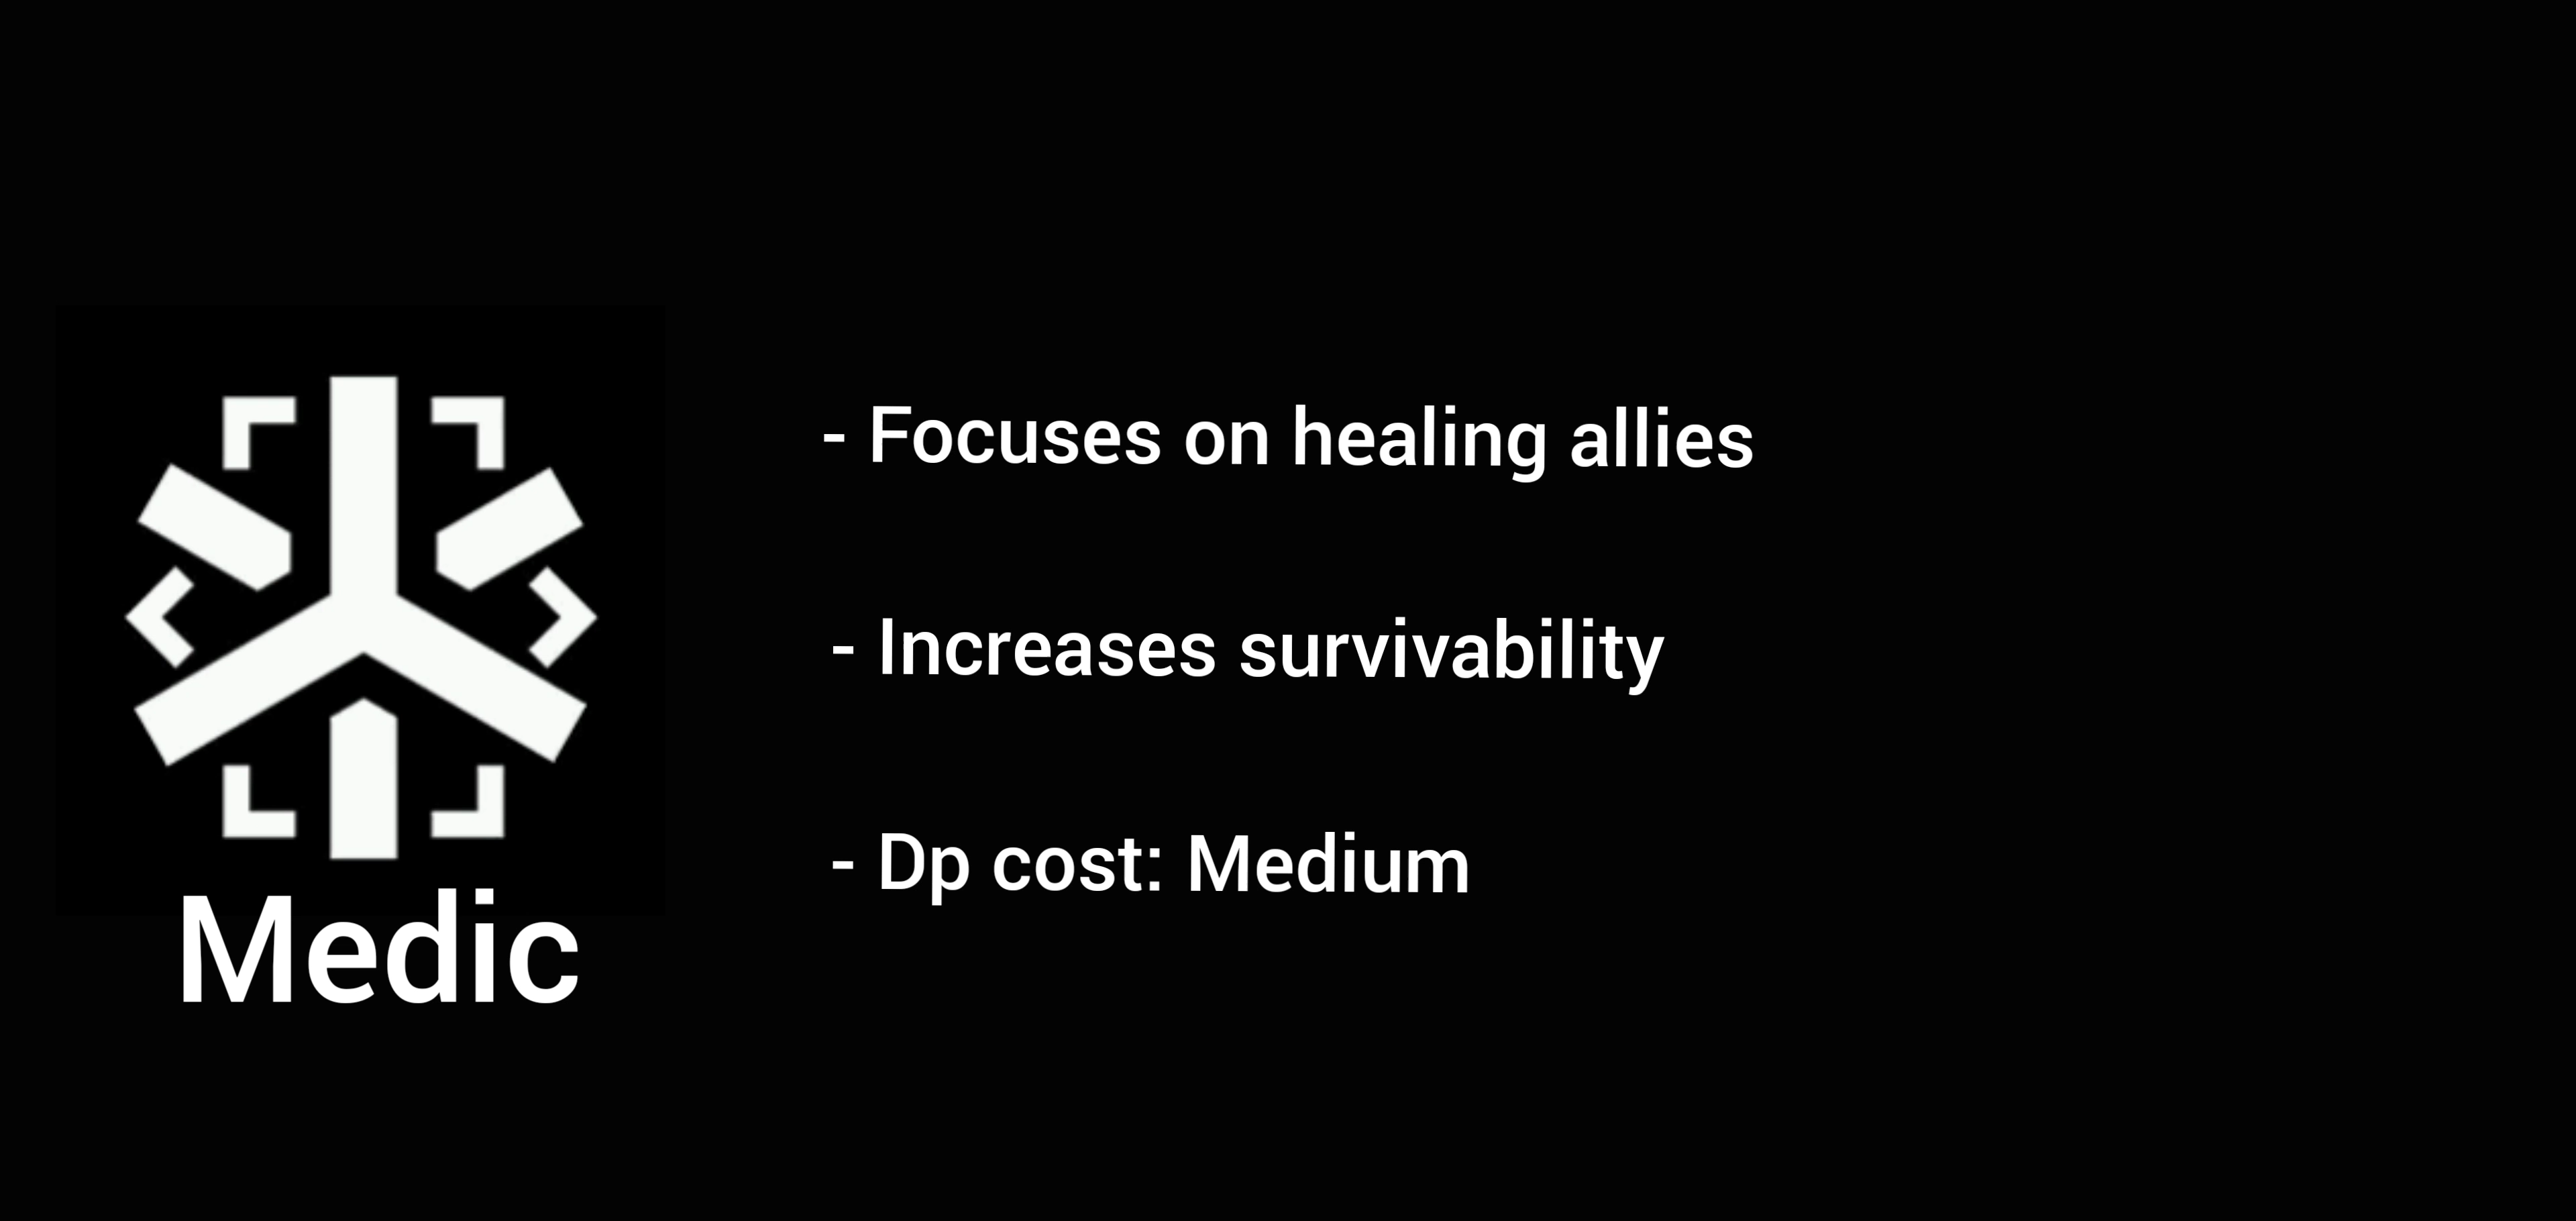 - Focuses on healing allies
- Increases survivability
- Dp cost: Medium
Medic